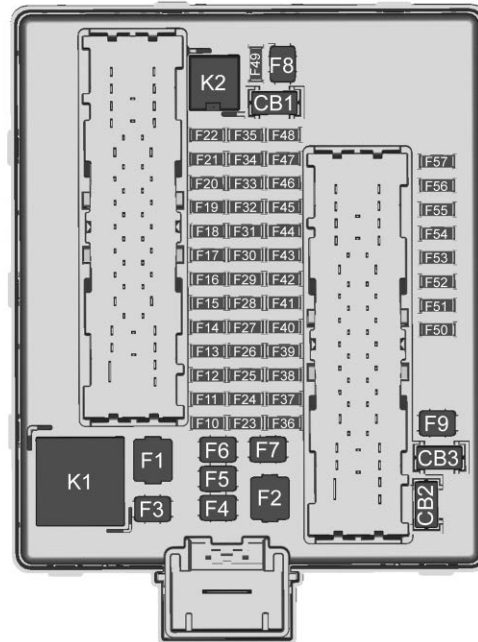 F49 F8
K2
CB1
F22 F35 F48
F21 F34 F47 F57
F20 F33 F46 F56
F19 F32 F45 F55
F18 F31 F44 F54
F17 F30 F43 F53
F16 F29 F42 F52
F15 F28 F41 F51
F14 F27 F40 F50
F13 F26 F39
F12 F25 F38
F11 F24 F37
F10 F23 F36
F9
F1 F6 F7 CB3
K1 F5
F3 F4 F2 CB2